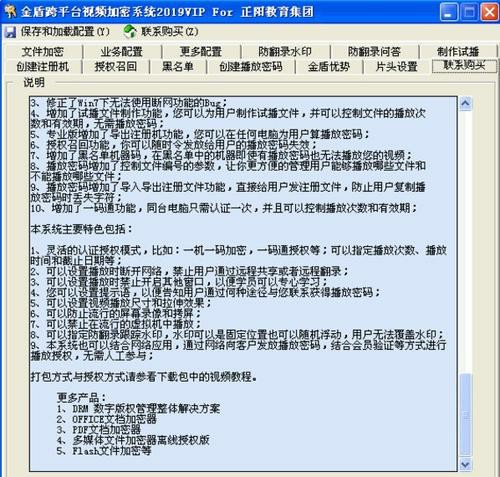 金盾跨平台视频加密系统2019VIP For 正阳教育集团
保存和加载配置(Y) 联系购买(Z)
文件加密 业务配置 更多配置 防翻录水印 防翻录问答 制作试播
创建注册机 授权召回 黑名单 创建播放密码 金盾优势 片头设置 联系购买
说明
3、修正了Win7下无法使用断网功能的Bug；
4、增加了试播文件制作功能，您可以为用户制作试播文件，并可以控制文件的播放次
数和有效期，无需播放密码；
5、专业版增加了导出注册机功能，您可以在任何电脑为用户算播放密码；
6、授权召回功能，你可以随时令发放给用户的播放密码失效；
7、增加了黑名单机器码，在黑名单中的机器即使有播放密码也无法播放您的视频；
8、播放密码增加了控制文件编号的参数，让你更方便的管理用户能够播放哪些文件和
不能播放哪些文件；
9、播放密码增加了导入导出注册文件功能，直接给用户发注册文件，防止用户复制播
放密码时丢失字符；
10、增加了一码通功能，同台电脑只需认证一次，并且可以控制播放次数和有效期；
本系统主要特色包括：
1、灵活的认证授权模式，比如：一机一码加密，一码通授权等；可以指定播放次数、播放
时间和截止日期等；
2、可以设置播放时断开网络，禁止用户通过远程共享或者远程翻录；
3、可以设置播放时禁止开启其他窗口，以便学员可以专心学习；
4、您可以设置提示语，以便告知用户通过何种途径与您联系获得播放密码；
5、可以设置视频播放尺寸和拉伸效果；
6、可以防止流行的屏幕录像和拷屏；
7、可以禁止在流行的虚拟机中播放；
8、可以指定防翻录跟踪水印，水印可以是固定位置也可以随机浮动，用户无法覆盖水印；
9、本系统也可以结合网络应用，通过网络向客户发放播放密码，结合会员验证等方式进行
播放授权，无需人工参与；
打包方式与授权方式请参看下载包中的视频教程。
更多产品：
1、DRM 数字版权管理整体解决方案
2、OFFICE文档加密器
3、PDF文档加密器
4、多媒体文件加密器离线授权版
5、Flash文件加密等